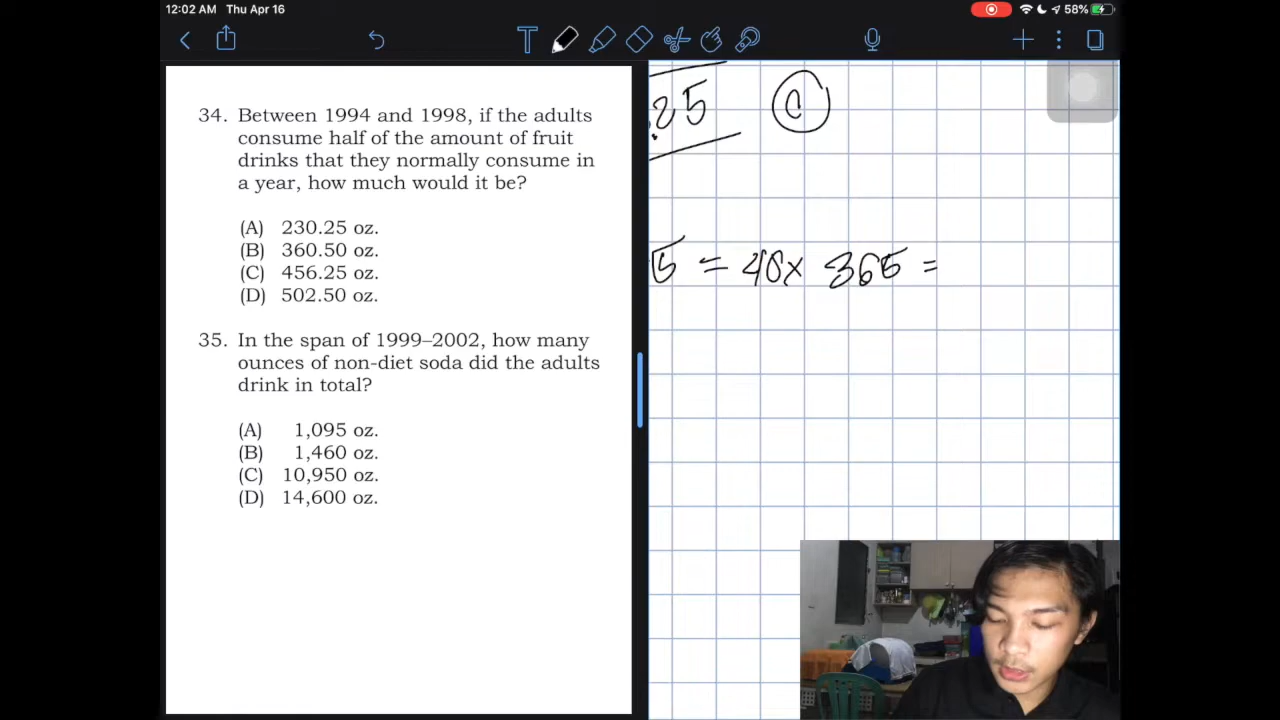 12:02 AM Thu Apr 16
58%
T
34. Between 1994 and 1998, if the adults
consume half of the amount of fruit
drinks that they normally consume in
a year, how much would it be?
(A) 230.25 oz.
(B) 360.50 oz.
(C) 456.25 oz.
(D) 502.50 oz.
35. In the span of 1999–2002, how many
ounces of non-diet soda did the adults
drink in total?
(A) 1,095 oz.
(B) 1,460 oz.
(C) 10,950 oz.
(D) 14,600 oz.
.25 C
5 = 40x 365 =